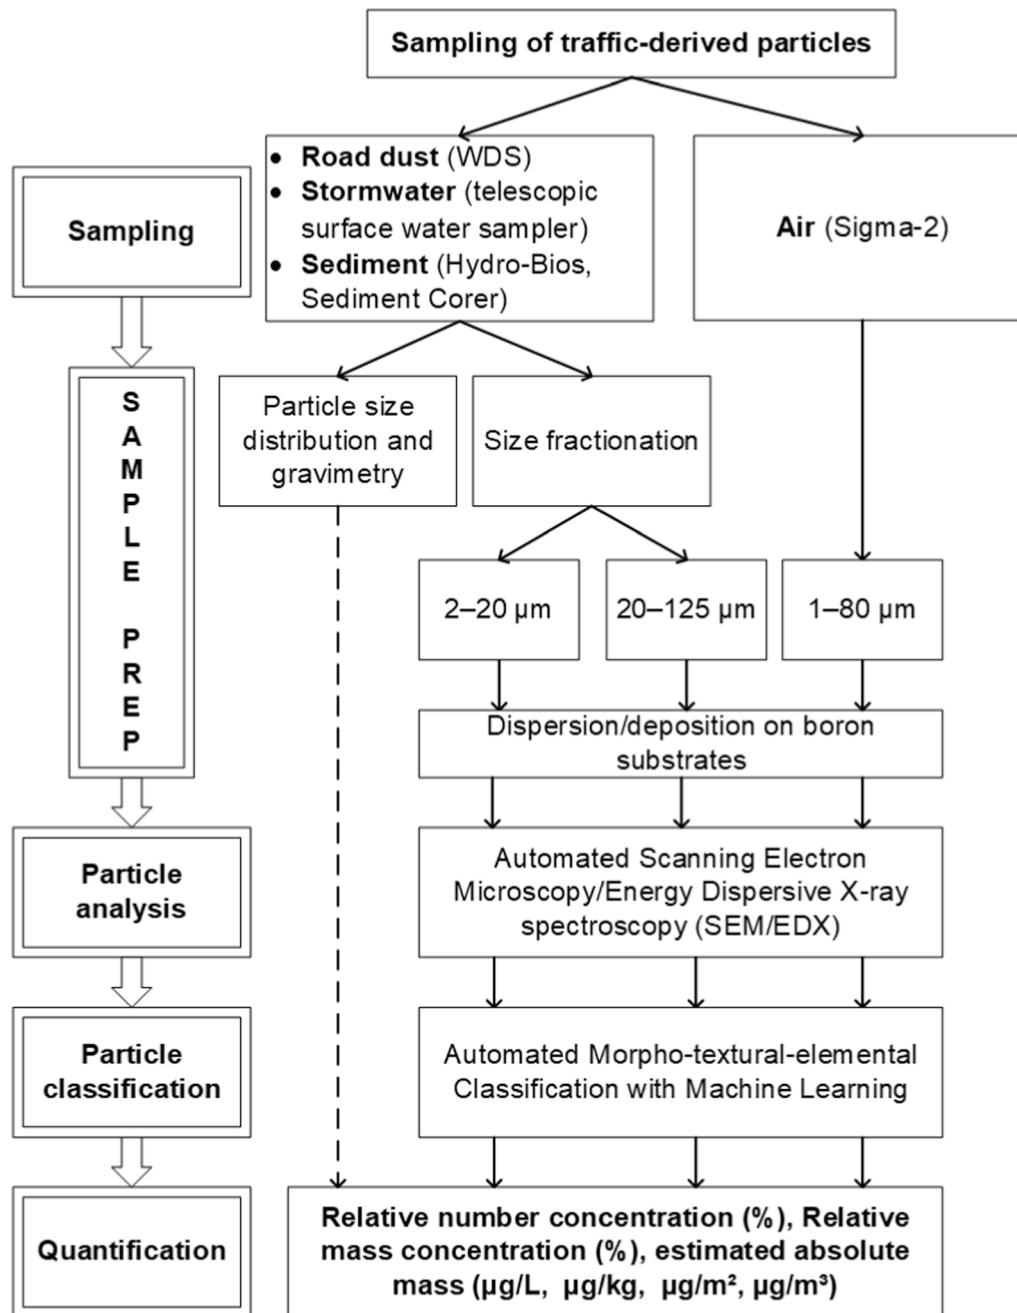 Sampling of traffic-derived particles
• Road dust (WDS)
• Stormwater (telescopic
surface water sampler)
• Sediment (Hydro-Bios,
Sediment Corer)
Air (Sigma-2)
Sampling
Particle size
distribution and
gravimetry
Size fractionation
S
A
M
P
L
E
P
R
E
P
2–20 µm
20–125 µm
1–80 µm
Dispersion/deposition on boron
substrates
Particle
analysis
Automated Scanning Electron
Microscopy/Energy Dispersive X-ray
spectroscopy (SEM/EDX)
Particle
classification
Automated Morpho-textural-elemental
Classification with Machine Learning
Quantification
Relative number concentration (%), Relative
mass concentration (%), estimated absolute
mass (µg/L, µg/kg, µg/m², µg/m³)